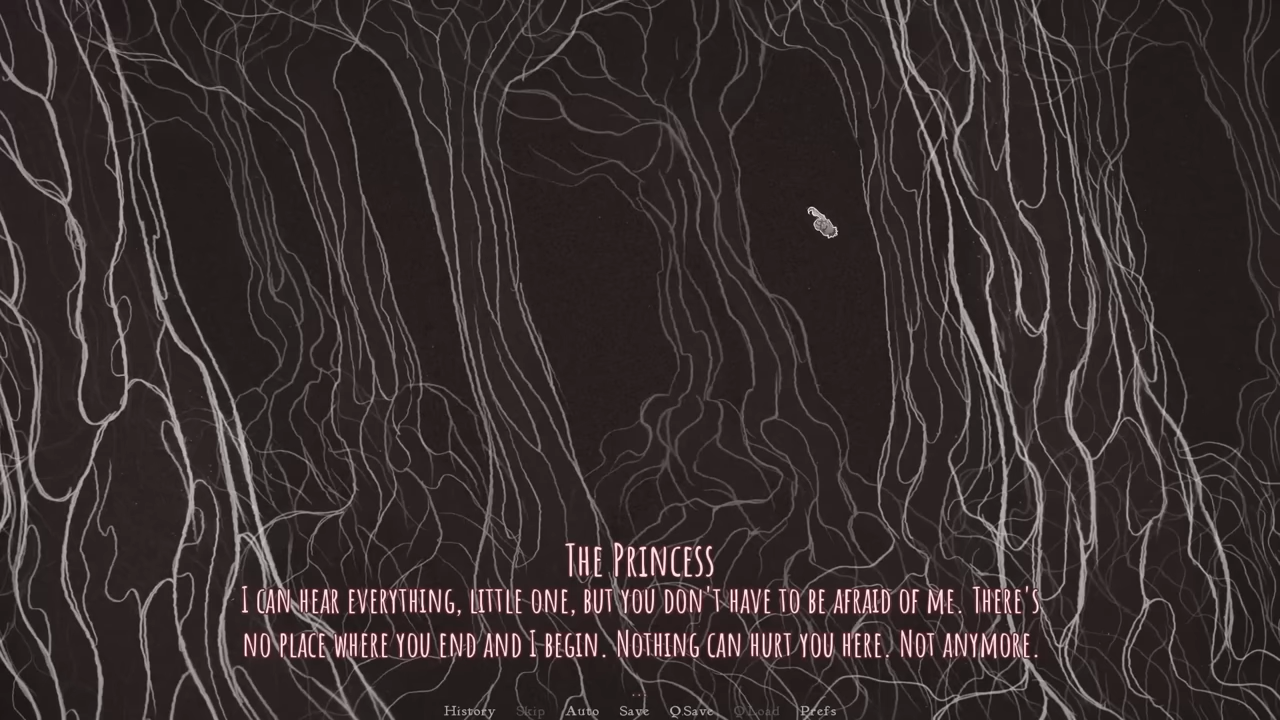 The Princess
I can hear everything, little one, but you don't have to be afraid of me. There's
no place where you end and I begin. Nothing can hurt you here. Not anymore.
...
History Skip Auto Save Q.Save Q.Load Prefs